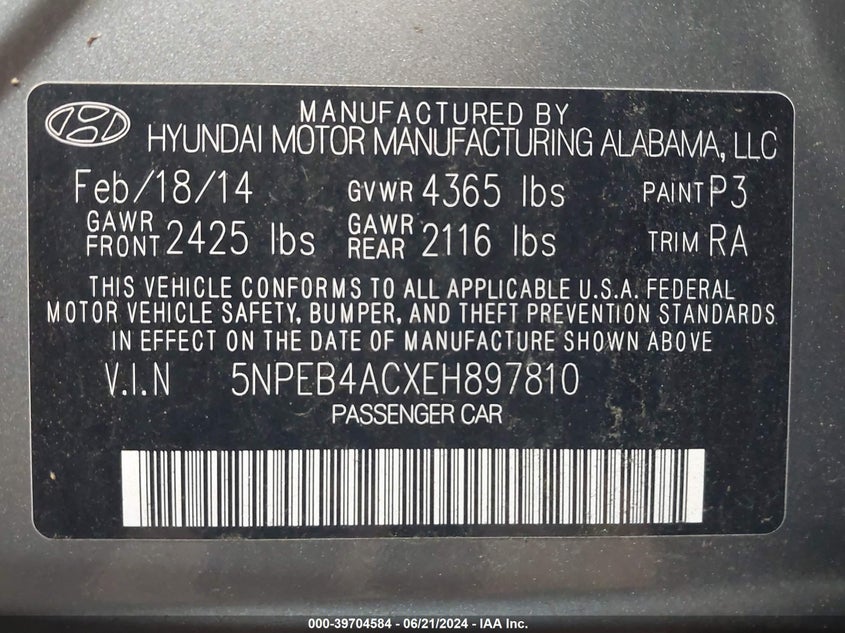 MANUFACTURED BY
HYUNDAI MOTOR MANUFACTURING ALABAMA, LLC
Feb/18/14 GVWR 4365 lbs PAINT P3
GAWR FRONT 2425 lbs GAWR REAR 2116 lbs TRIM RA
THIS VEHICLE CONFORMS TO ALL APPLICABLE U.S.A. FEDERAL
MOTOR VEHICLE SAFETY, BUMPER, AND THEFT PREVENTION STANDARDS
IN EFFECT ON THE DATE OF MANUFACTURE SHOWN ABOVE
V.I.N 5NPEB4ACXEH897810
PASSENGER CAR
000-39704584 / 06/21/2024 - IAA Inc.